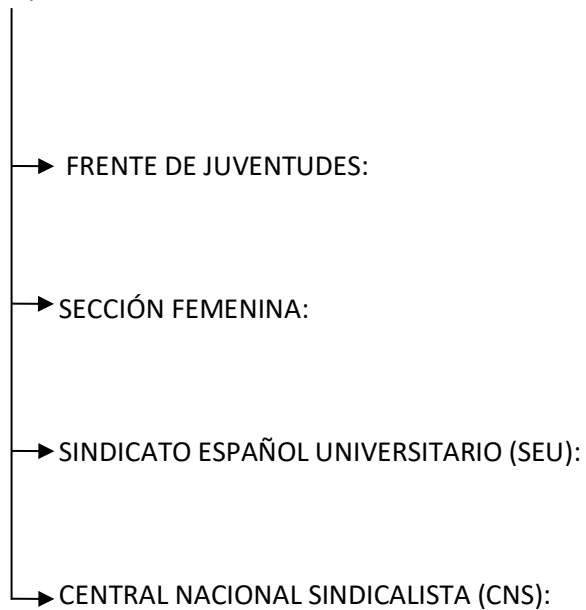 FRENTE DE JUVENTUDES:
SECCIÓN FEMENINA:
SINDICATO ESPAÑOL UNIVERSITARIO (SEU):
CENTRAL NACIONAL SINDICALISTA (CNS):